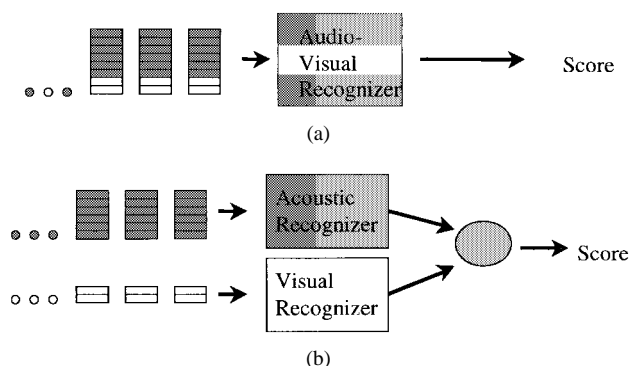 Audio-
Visual
Recognizer
Score
(a)
Acoustic
Recognizer
Visual
Recognizer
Score
(b)